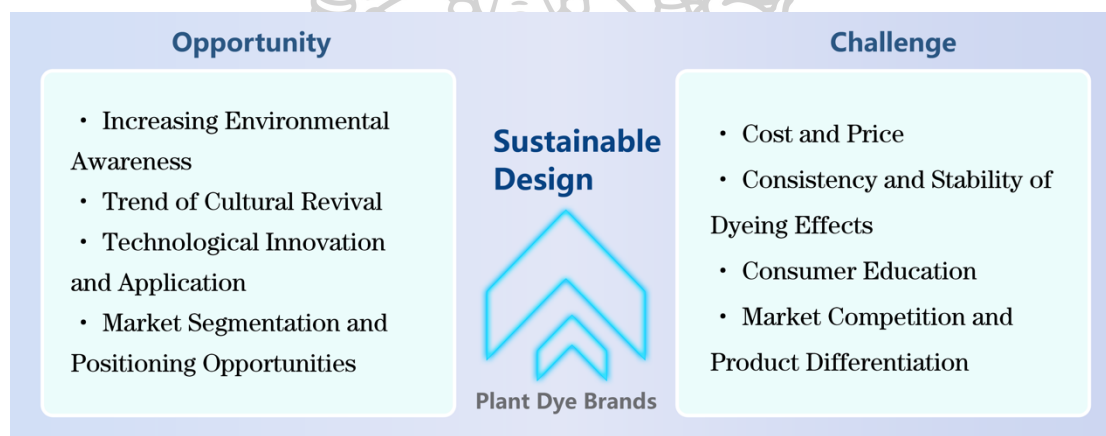 Opportunity
· Increasing Environmental
Awareness
· Trend of Cultural Revival
· Technological Innovation
and Application
· Market Segmentation and
Positioning Opportunities
Sustainable
Design
Plant Dye Brands
Challenge
· Cost and Price
· Consistency and Stability of
Dyeing Effects
· Consumer Education
· Market Competition and
Product Differentiation